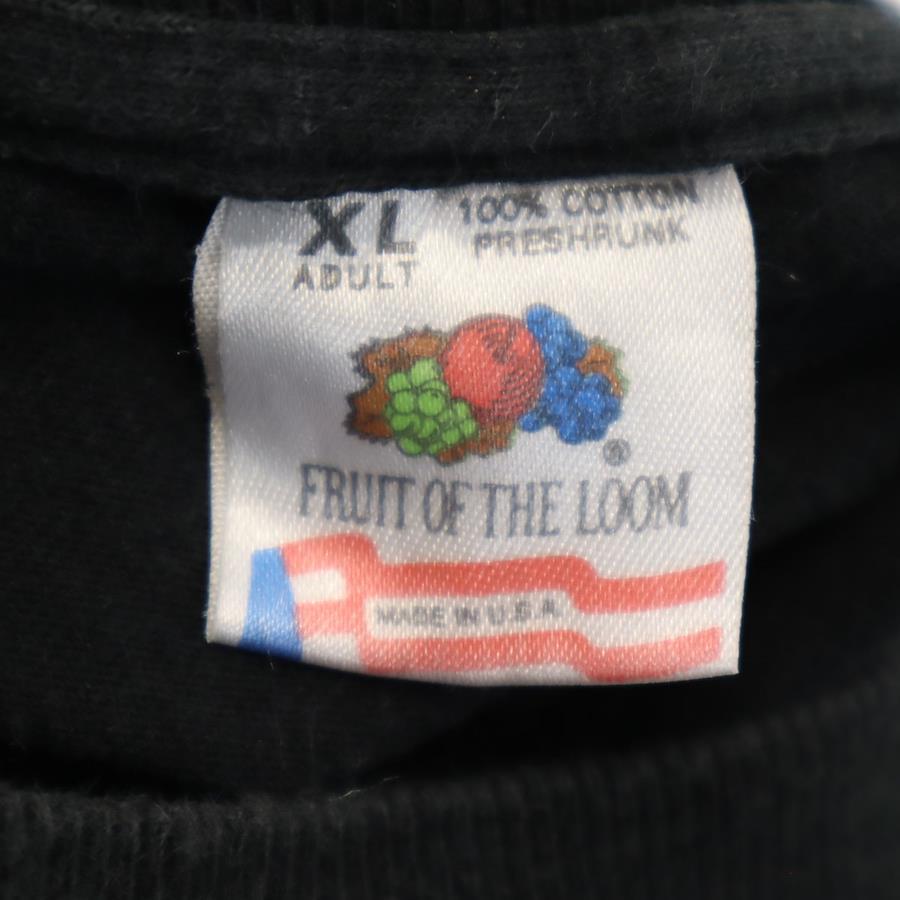 XL
ADULT
100% COTTON
PRESHRUNK
®
FRUIT OF THE LOOM
MADE IN U.S.A.